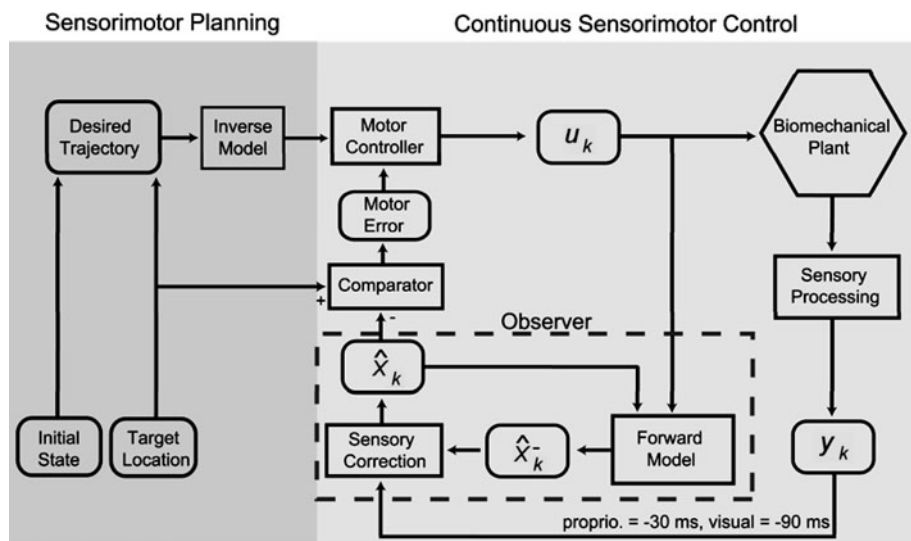 Sensorimotor Planning
Continuous Sensorimotor Control
Desired
Trajectory
Inverse
Model
Motor
Controller
u_k
Biomechanical
Plant
Motor
Error
Comparator
+
-
Sensory
Processing
Observer
x̂_k
Initial
State
Target
Location
Sensory
Correction
x̂_k^-
Forward
Model
y_k
proprio. = -30 ms, visual = -90 ms